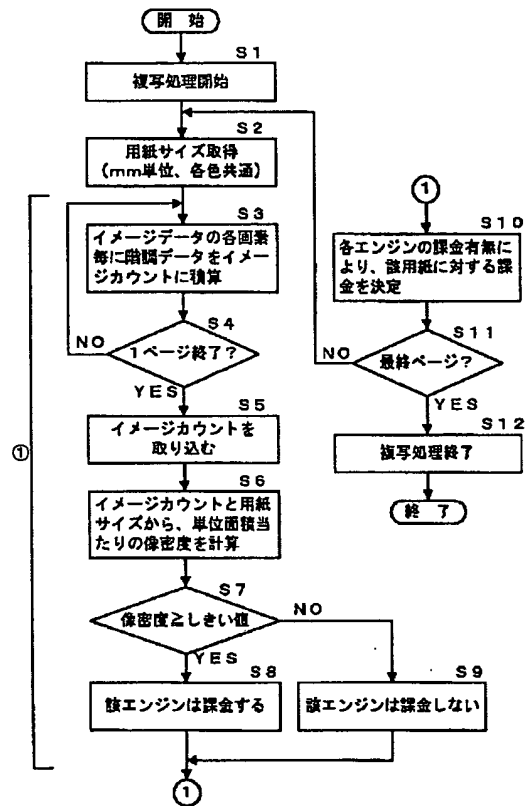 開 始
S1
複写処理開始
S2
用紙サイズ取得
(mm単位、各色共通)
S3
イメージデータの各画素
毎に階調データをイメー
ジカウントに積算
S4
1ページ終了?
NO
YES
S5
イメージカウントを
取り込む
S6
イメージカウントと用紙
サイズから、単位面積当
たりの像密度を計算
S7
像密度≧しきい値
NO
YES
S8
該エンジンは課金する
S9
該エンジンは課金しない
1
①
1
S10
各エンジンの課金有無に
より、該用紙に対する課
金を決定
S11
最終ページ?
NO
YES
S12
複写処理終了
終 了